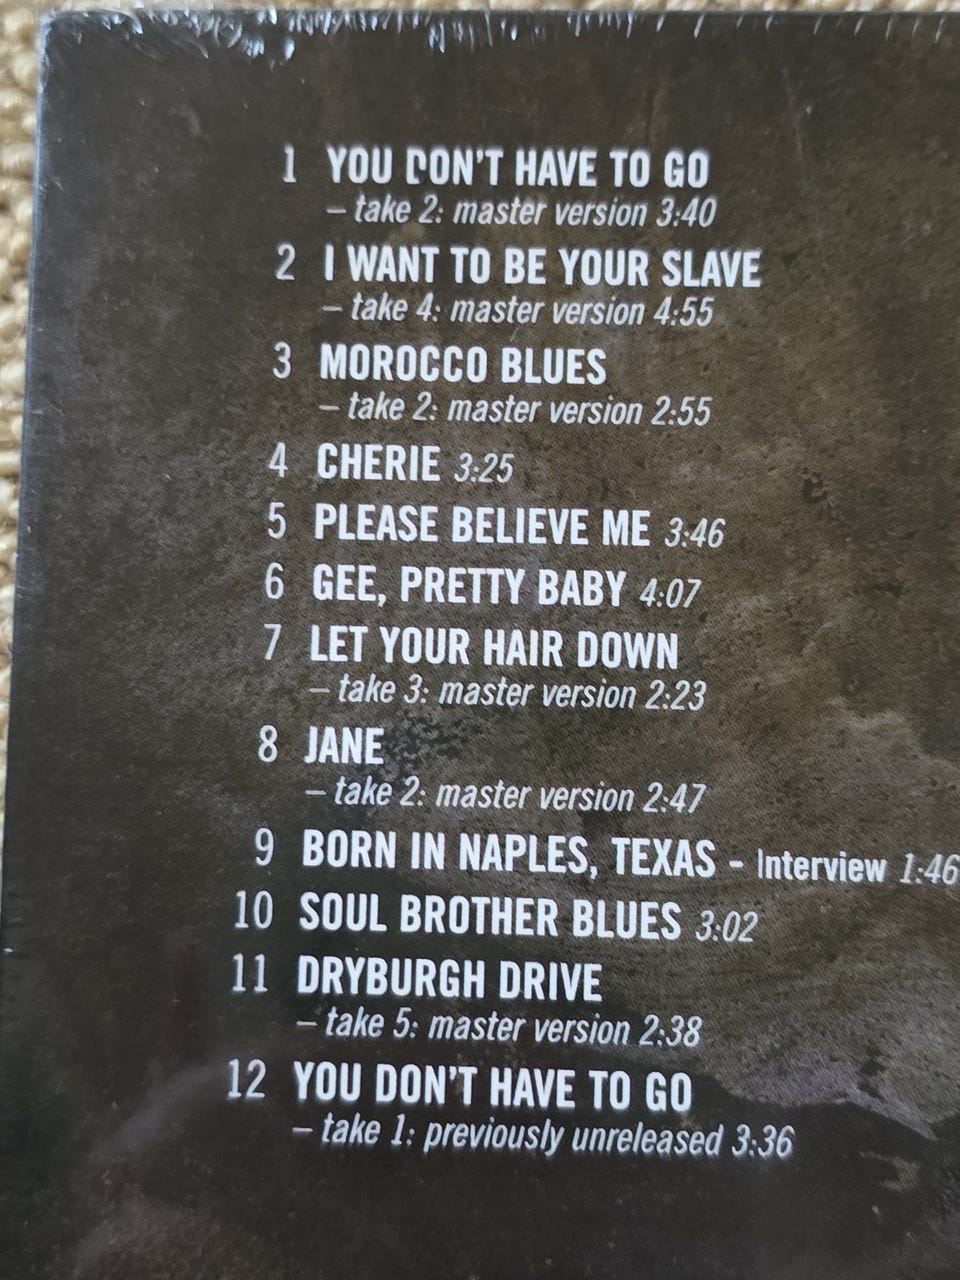 1 YOU DON'T HAVE TO GO
– take 2: master version 3:40
2 I WANT TO BE YOUR SLAVE
– take 4: master version 4:55
3 MOROCCO BLUES
– take 2: master version 2:55
4 CHERIE 3:25
5 PLEASE BELIEVE ME 3:46
6 GEE, PRETTY BABY 4:07
7 LET YOUR HAIR DOWN
– take 3: master version 2:23
8 JANE
– take 2: master version 2:47
9 BORN IN NAPLES, TEXAS - Interview 1:46
10 SOUL BROTHER BLUES 3:02
11 DRYBURGH DRIVE
– take 5: master version 2:38
12 YOU DON'T HAVE TO GO
– take 1: previously unreleased 3:36